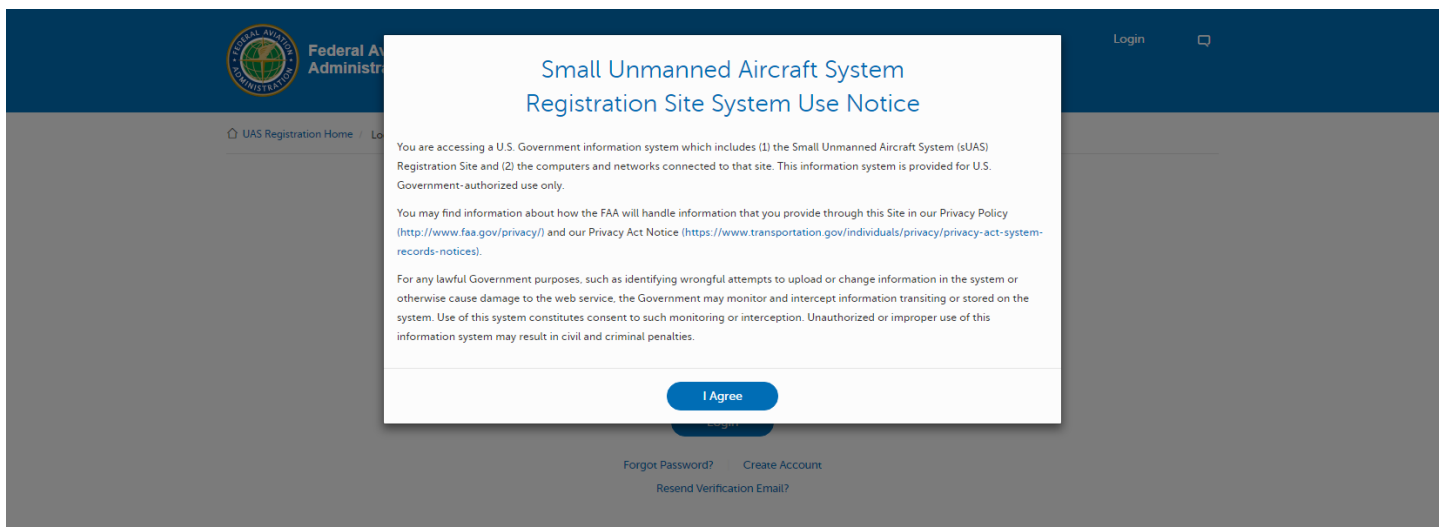 FEDERAL AVIATION
ADMINISTRATION
Federal Av
Administra
Login
Small Unmanned Aircraft System
Registration Site System Use Notice
UAS Registration Home / Lo
You are accessing a U.S. Government information system which includes (1) the Small Unmanned Aircraft System (sUAS)
Registration Site and (2) the computers and networks connected to that site. This information system is provided for U.S.
Government-authorized use only.
You may find information about how the FAA will handle information that you provide through this Site in our Privacy Policy
(http://www.faa.gov/privacy/) and our Privacy Act Notice (https://www.transportation.gov/individuals/privacy/privacy-act-system-
records-notices).
For any lawful Government purposes, such as identifying wrongful attempts to upload or change information in the system or
otherwise cause damage to the web service, the Government may monitor and intercept information transiting or stored on the
system. Use of this system constitutes consent to such monitoring or interception. Unauthorized or improper use of this
information system may result in civil and criminal penalties.
I Agree
Login
Forgot Password? Create Account
Resend Verification Email?